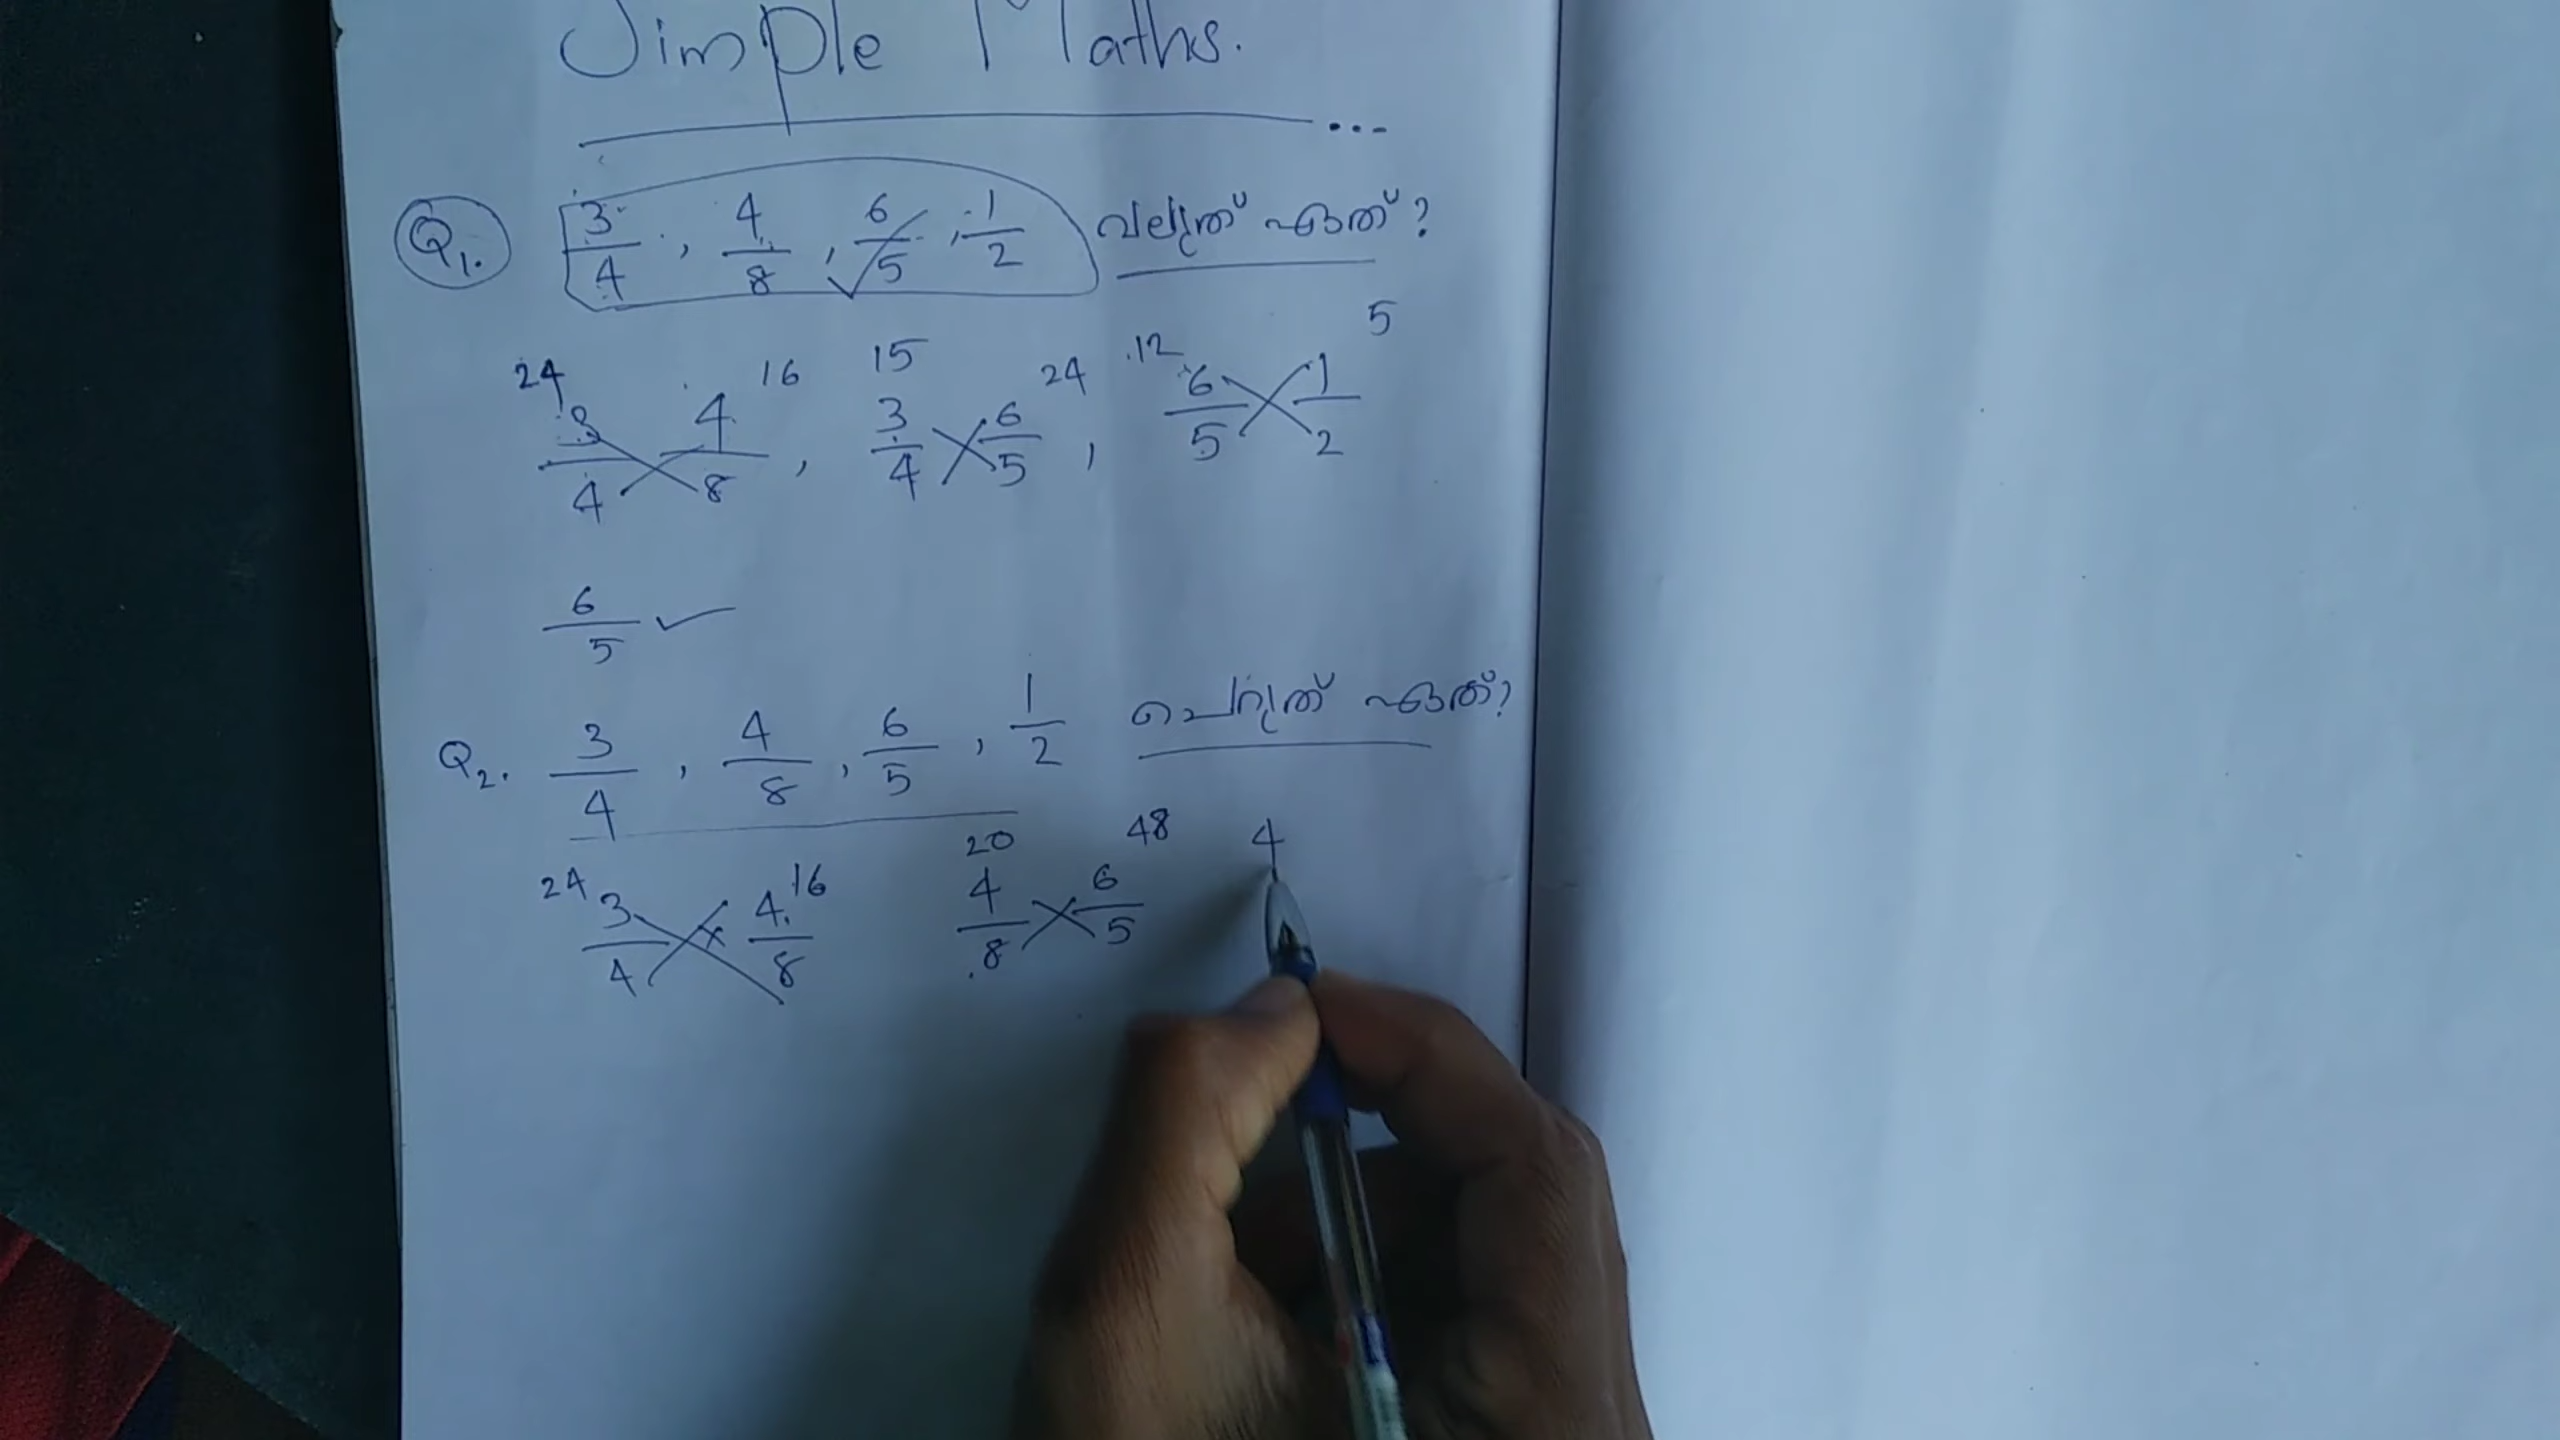 Simple Maths.
Q1. 3/4, 4/8, 6/5, 1/2 വലുത് ഏത്?
24 3/4 4/8 16, 15 3/4 6/5 24, 12 6/5 1/2 5
6/5 ✓
Q2. 3/4, 4/8, 6/5, 1/2 ചെറുത് ഏത്?
24 3/4 4/8 16 20 4/8 6/5 48 4